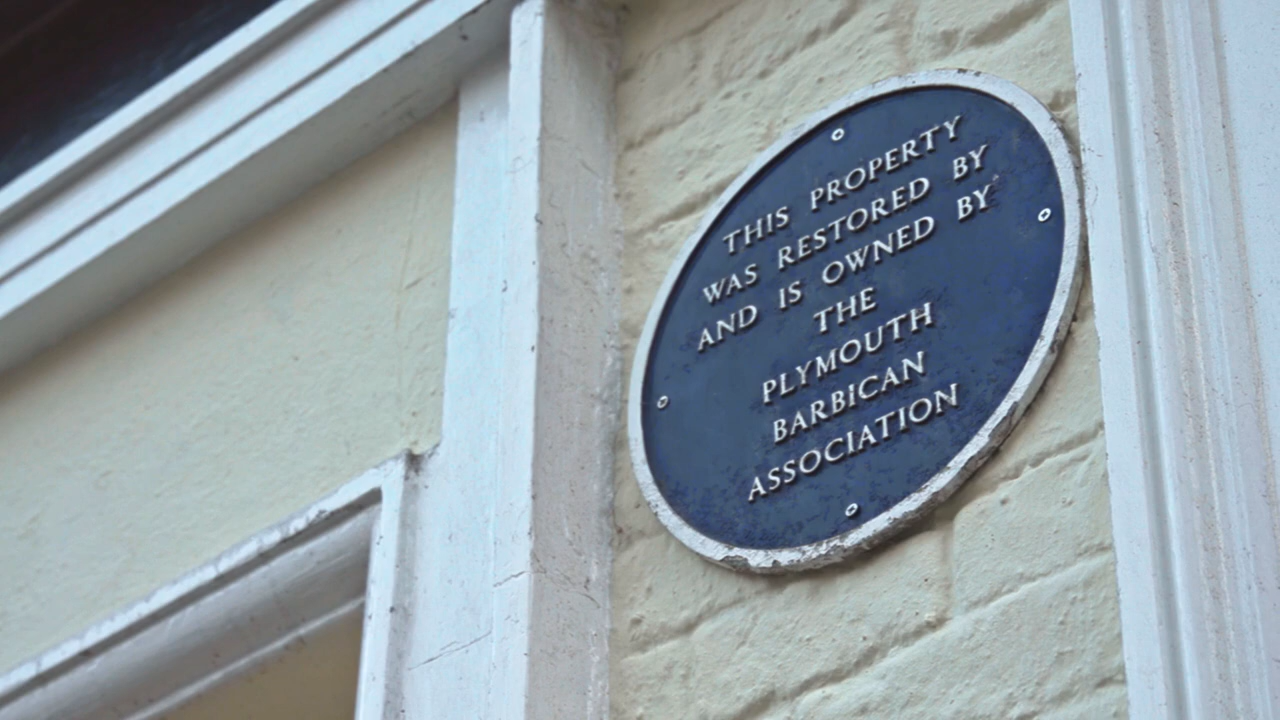 THIS PROPERTY
WAS RESTORED BY
AND IS OWNED BY
THE
PLYMOUTH
BARBICAN
ASSOCIATION